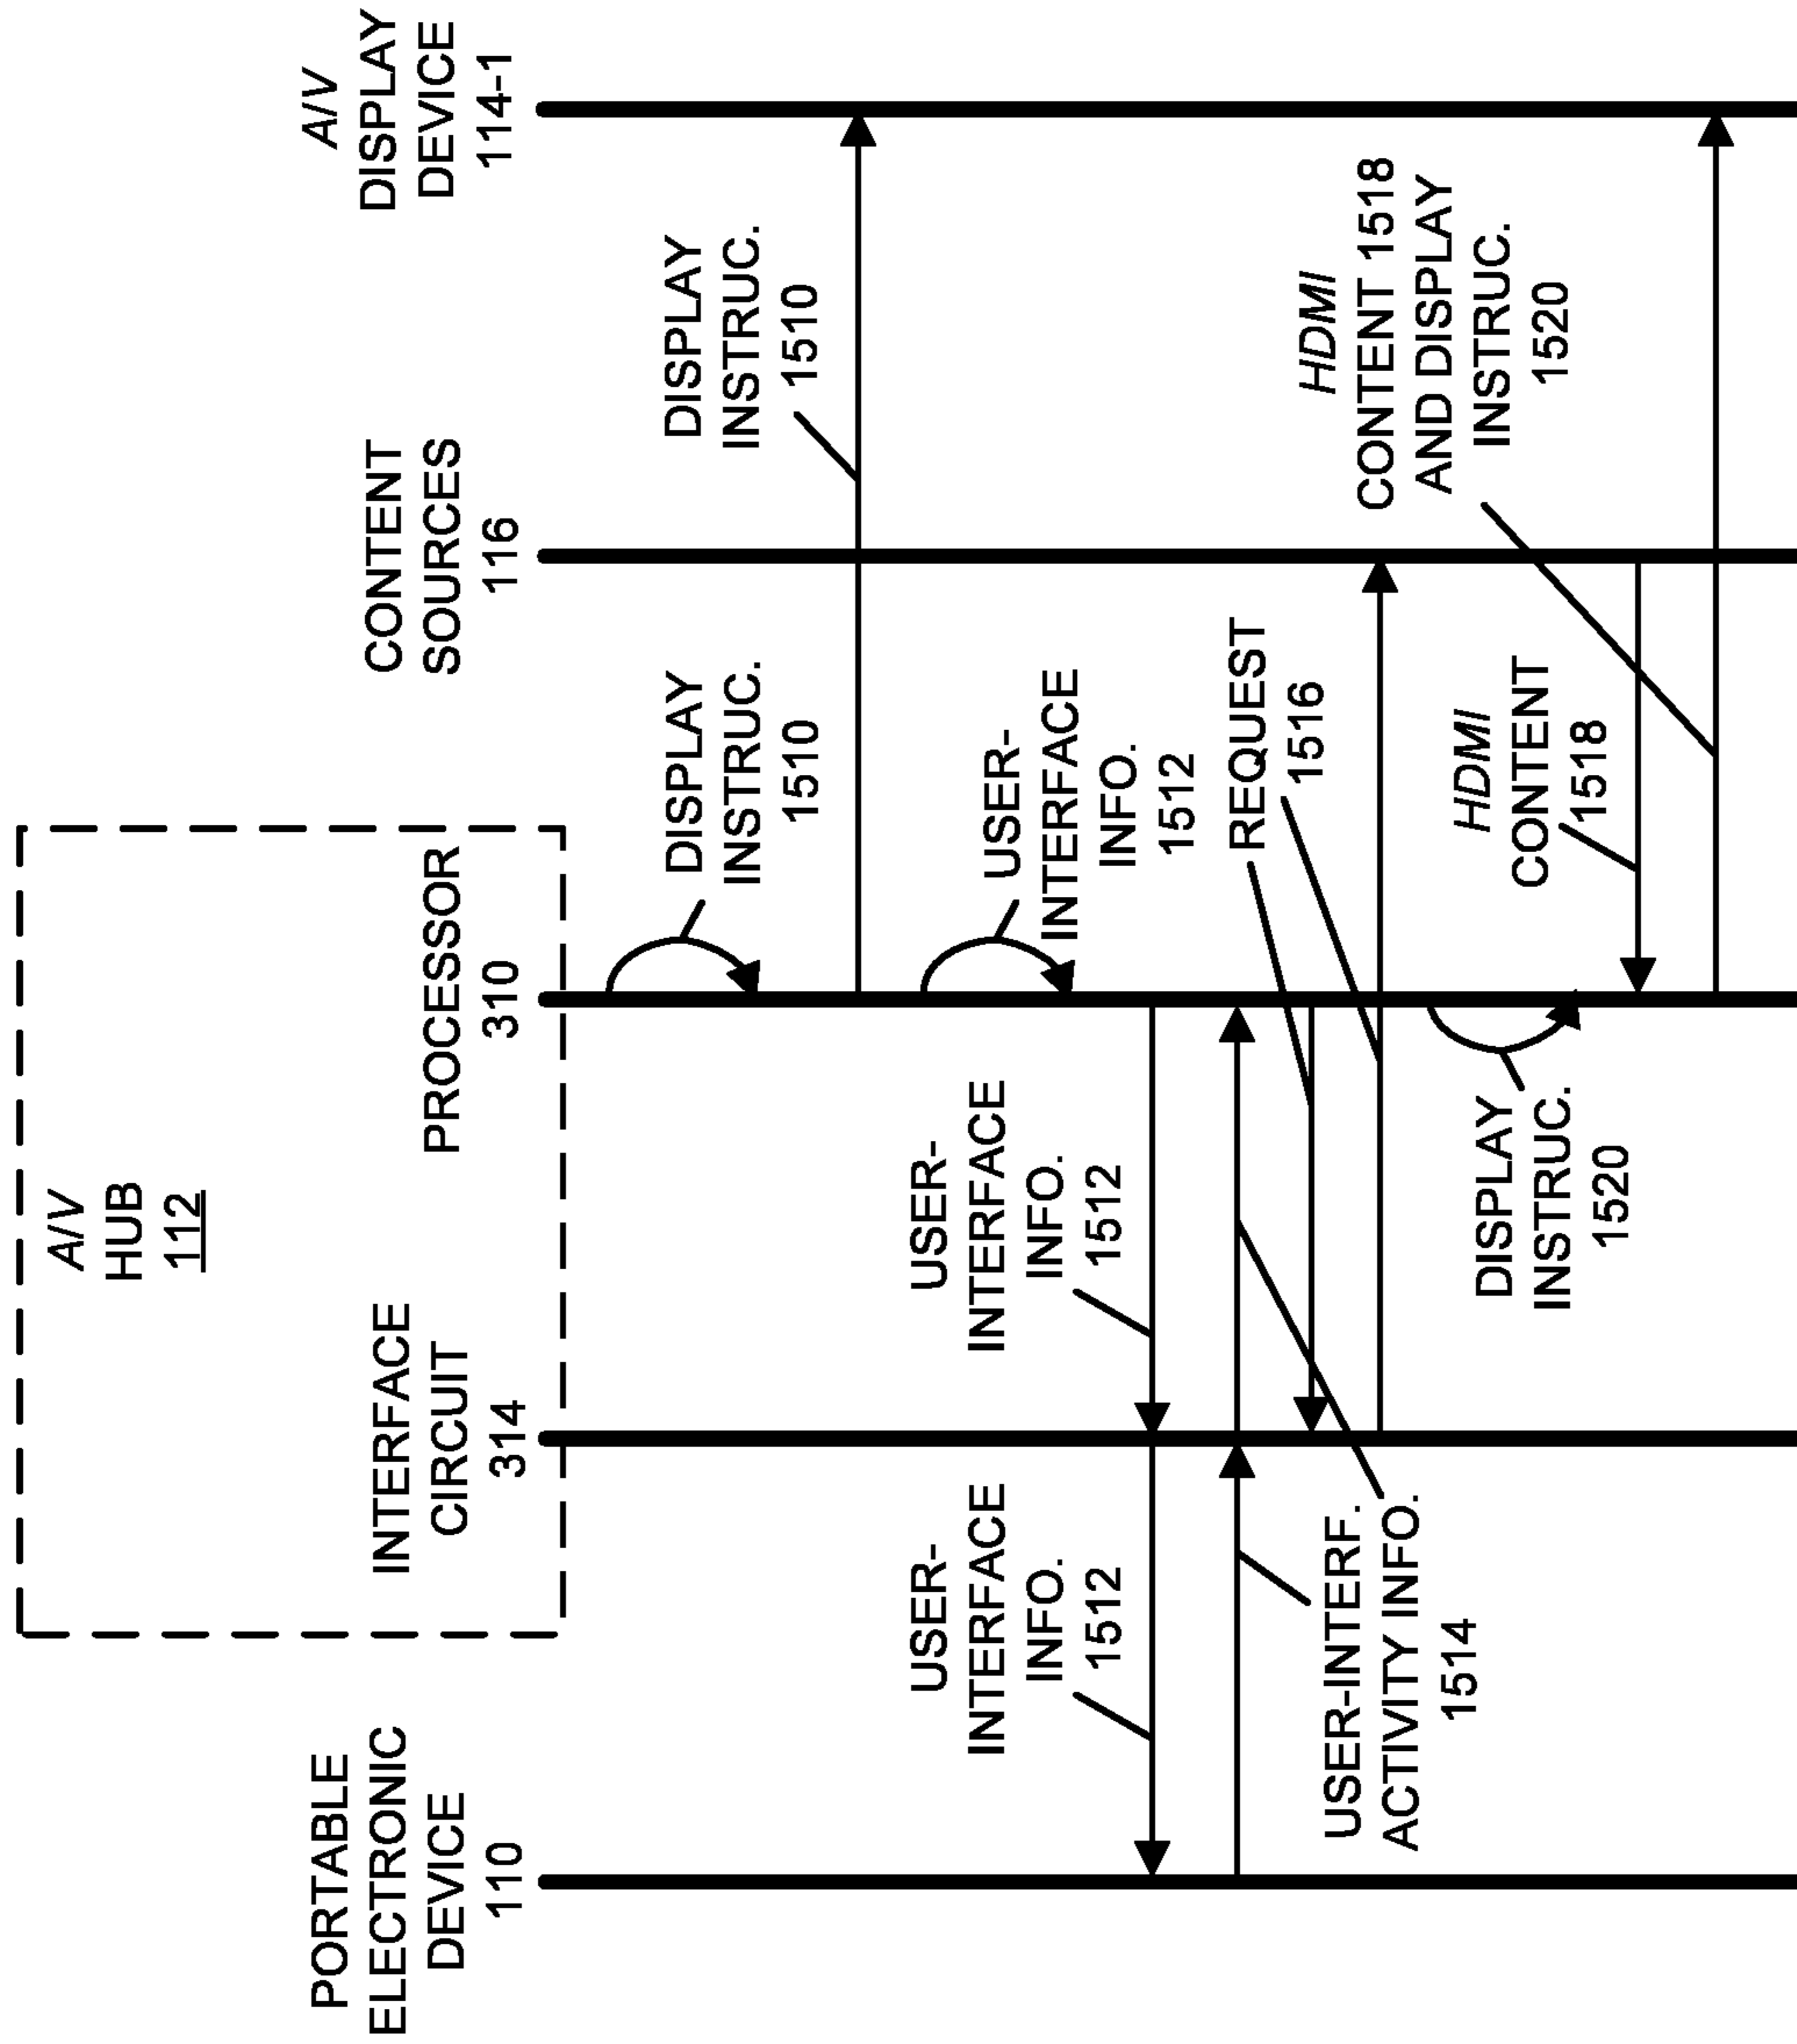 A/V
HUB
112
PORTABLE
ELECTRONIC
DEVICE
110
INTERFACE
CIRCUIT
314
PROCESSOR
310
CONTENT
SOURCES
116
A/V
DISPLAY
DEVICE
114-1
DISPLAY
INSTRUC.
1510
DISPLAY
INSTRUC.
1510
USER-
INTERFACE
INFO.
1512
USER-
INTERFACE
INFO.
1512
USER-
INTERFACE
INFO.
1512
REQUEST
1516
USER-INTERF.
ACTIVITY INFO.
1514
DISPLAY
INSTRUC.
1520
HDMI
CONTENT
1518
HDMI
CONTENT 1518
AND DISPLAY
INSTRUC.
1520